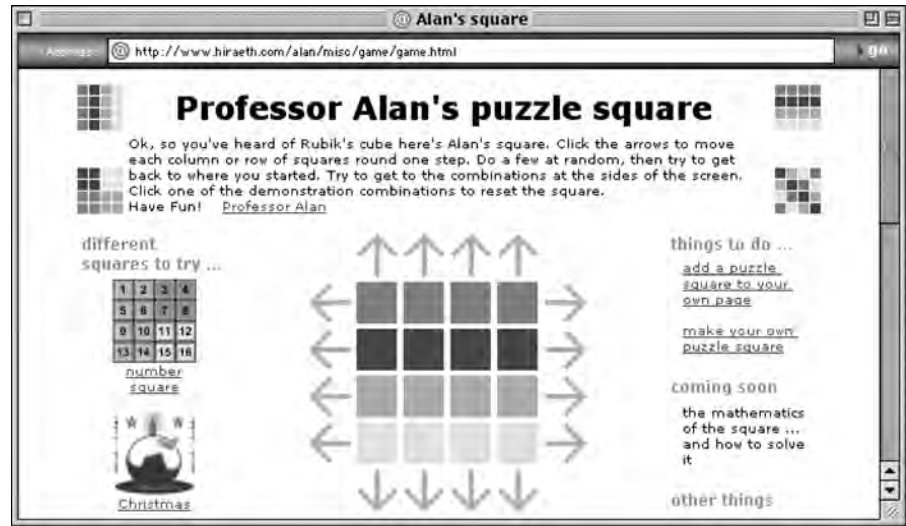 @ Alan's square
Address: @ http://www.hiraeth.com/alan/misc/game/game.html go
Professor Alan's puzzle square
Ok, so you've heard of Rubik's cube here's Alan's square. Click the arrows to move
each column or row of squares round one step. Do a few at random, then try to get
back to where you started. Try to get to the combinations at the sides of the screen.
Click one of the demonstration combinations to reset the square.
Have Fun! Professor Alan
different
squares to try ...
1 2 3 4
5 6 7 8
9 10 11 12
13 14 15 16
number
square
Christmas
things to do ...
add a puzzle
square to your
own page
make your own
puzzle square
coming soon
the mathematics
of the square ...
and how to solve
it
other things